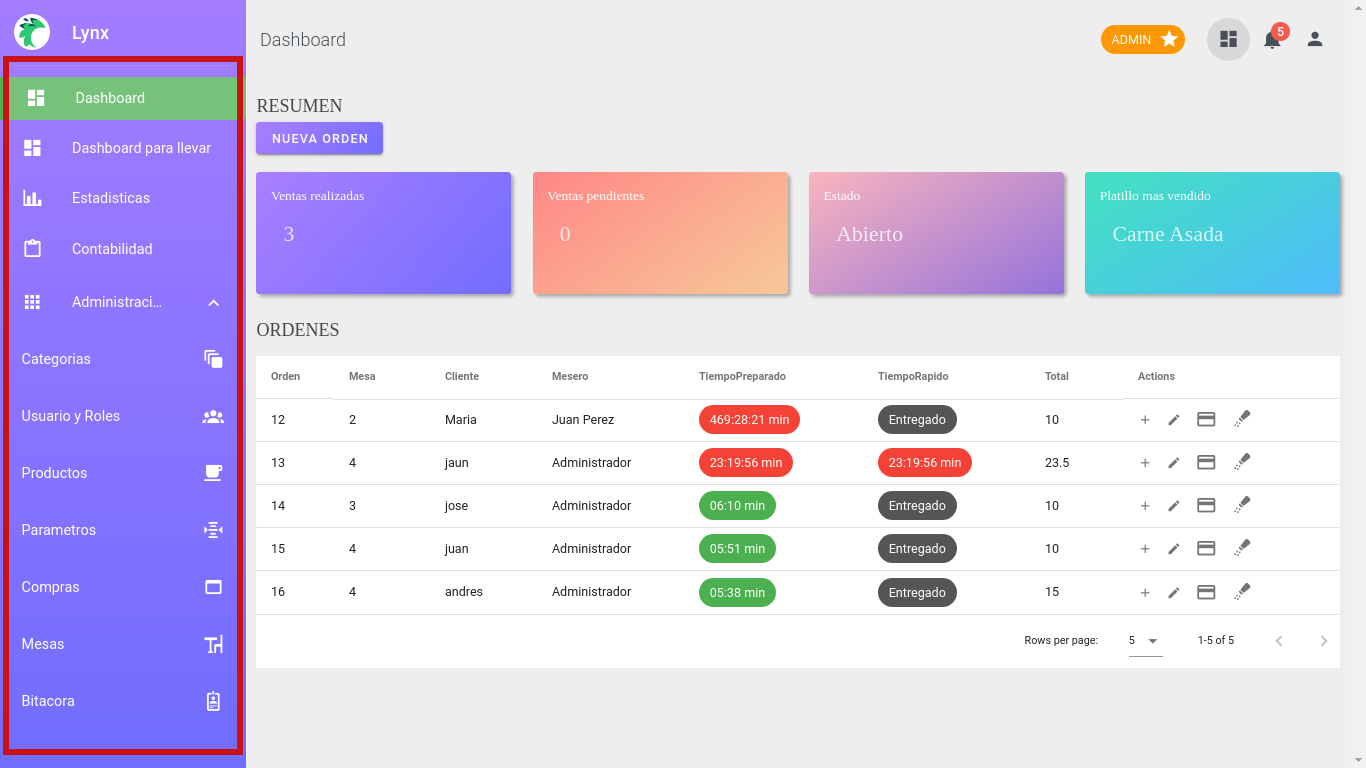 Lynx
Dashboard
Dashboard para llevar
Estadisticas
Contabilidad
Administraci...
Categorias
Usuario y Roles
Productos
Parametros
Compras
Mesas
Bitacora
Dashboard
ADMIN
5
RESUMEN
NUEVA ORDEN
Ventas realizadas
3
Ventas pendientes
0
Estado
Abierto
Platillo mas vendido
Carne Asada
ORDENES
Orden Mesa Cliente Mesero TiempoPreparado TiempoRapido Total Actions
12 2 Maria Juan Perez 469:28:21 min Entregado 10
13 4 jaun Administrador 23:19:56 min 23:19:56 min 23.5
14 3 jose Administrador 06:10 min Entregado 10
15 4 juan Administrador 05:51 min Entregado 10
16 4 andres Administrador 05:38 min Entregado 15
Rows per page: 5 1-5 of 5